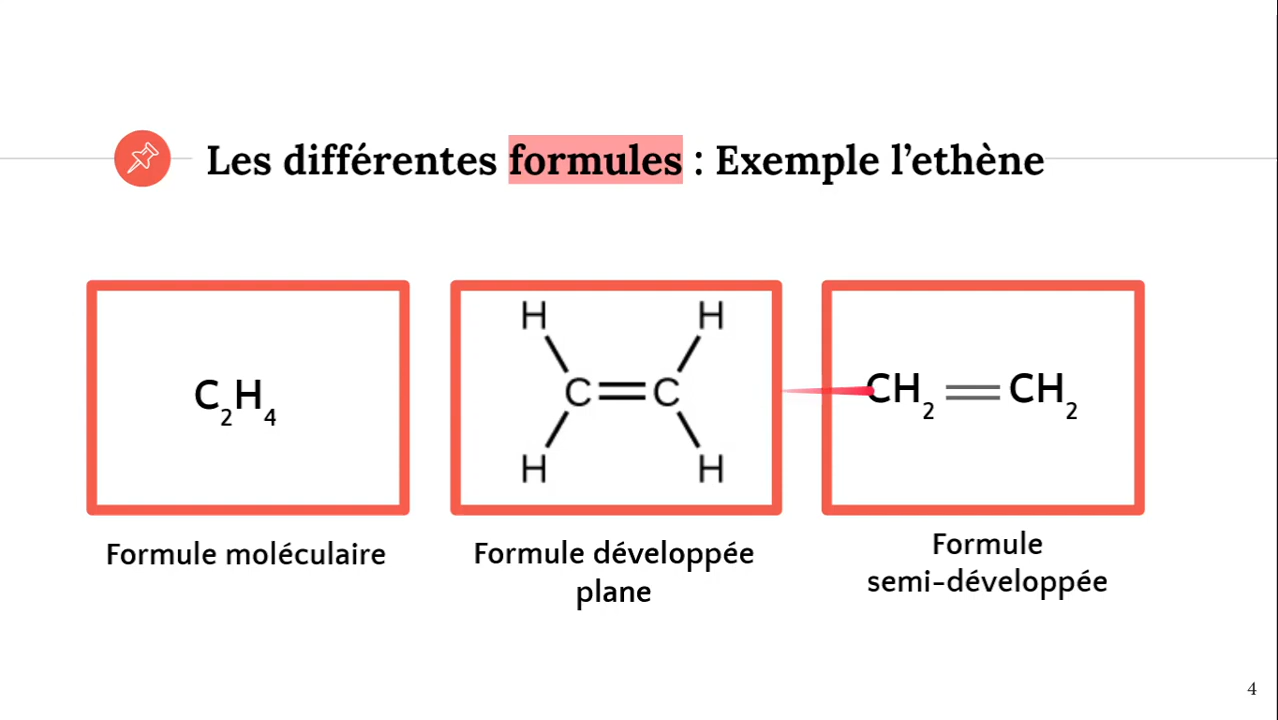 Les différentes formules : Exemple l’ethène
C₂H₄
H H
C=C
H H
CH₂=CH₂
Formule moléculaire
Formule développée
plane
Formule
semi-développée
4